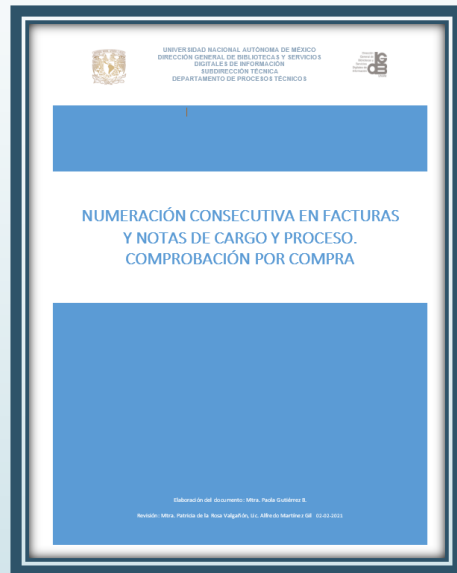 UNIVERSIDAD NACIONAL AUTÓNOMA DE MÉXICO
DIRECCIÓN GENERAL DE BIBLIOTECAS Y SERVICIOS
DIGITALES DE INFORMACIÓN
SUBDIRECCIÓN TÉCNICA
DEPARTAMENTO DE PROCESOS TÉCNICOS
NUMERACIÓN CONSECUTIVA EN FACTURAS
Y NOTAS DE CARGO Y PROCESO.
COMPROBACIÓN POR COMPRA
Elaboración del documento: Mtra. Paola Gutiérrez B.
Revisión: Mtra. Patricia de la Rosa Valgañón, Lic. Alfredo Martínez Gil